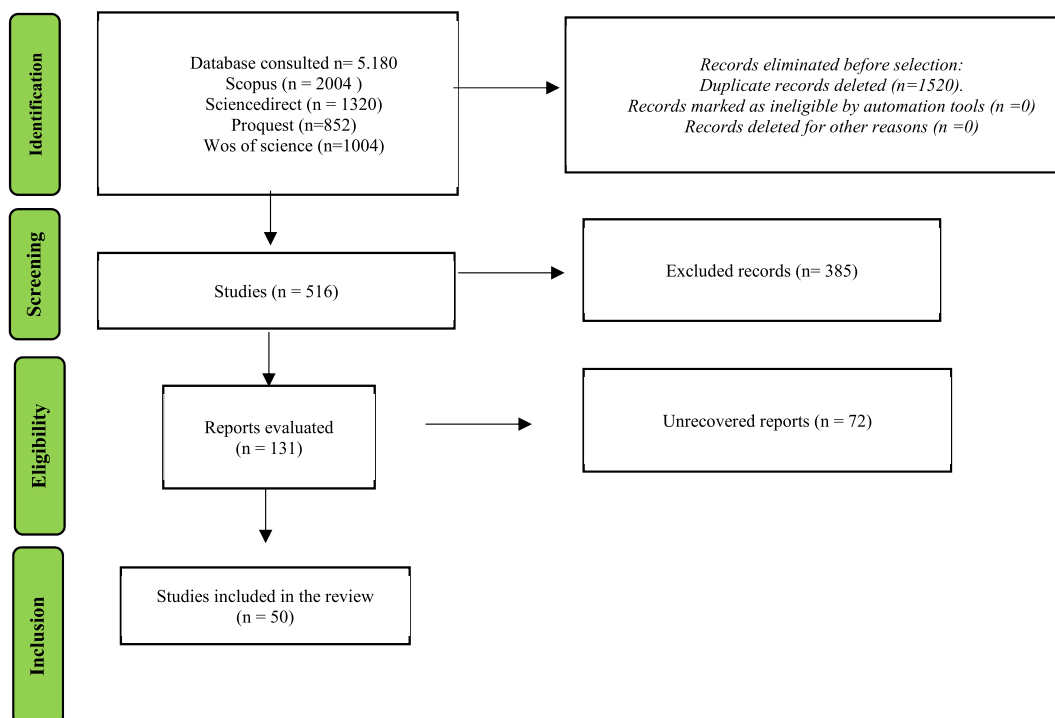 Identification
Database consulted n= 5.180
Scopus (n = 2004 )
Sciencedirect (n = 1320)
Proquest (n=852)
Wos of science (n=1004)
Records eliminated before selection:
Duplicate records deleted (n=1520).
Records marked as ineligible by automation tools (n =0)
Records deleted for other reasons (n =0)
Screening
Studies (n = 516)
Excluded records (n= 385)
Eligibility
Reports evaluated
(n = 131)
Unrecovered reports (n = 72)
Inclusion
Studies included in the review
(n = 50)